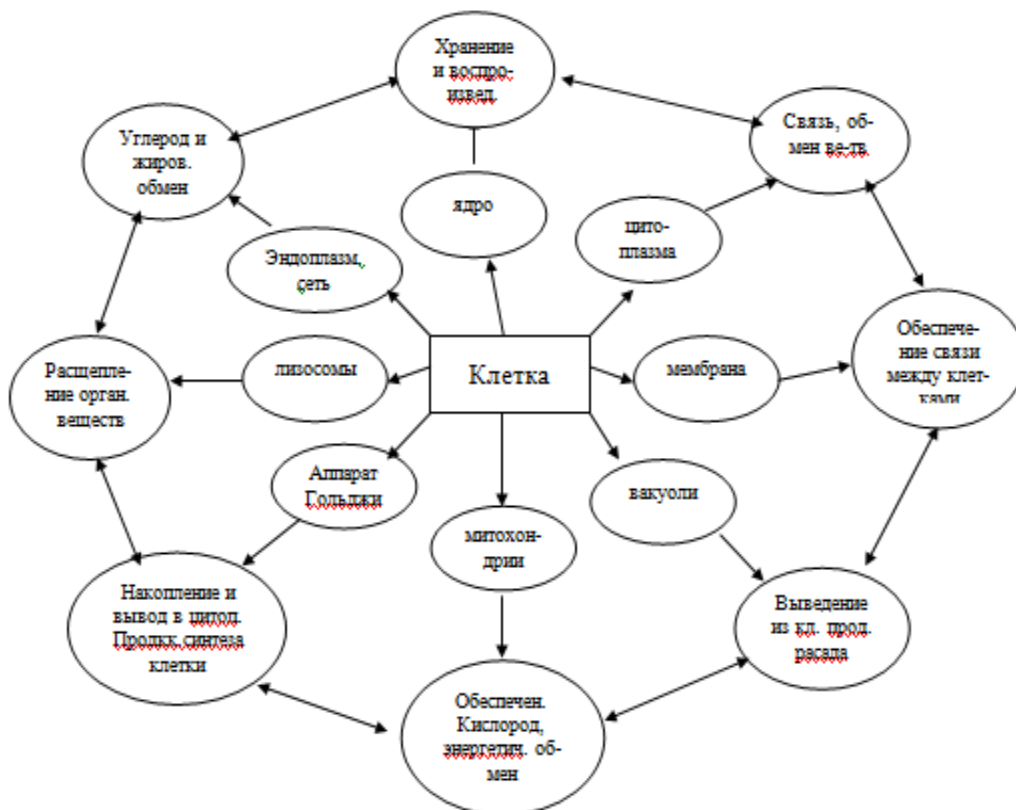 Хранение
и воспро-
извед.
Углерод и
жиров.
обмен
Связь, об-
мен ве-тв
ядро
цито-
плазма
Эндоплазм,
сеть
Обеспече-
ние связи
между клет-
ками
Расщепле-
ние орган.
веществ
лизосомы
Клетка
мембрана
Аппарат
Гольджи
вакуоли
митохон-
дрии
Накопление и
вывод в цитоп.
Продкк.синтеза
клетки
Выведение
из кл. прод.
расада
Обеспечен.
Кислород,
энергетич. об-
мен